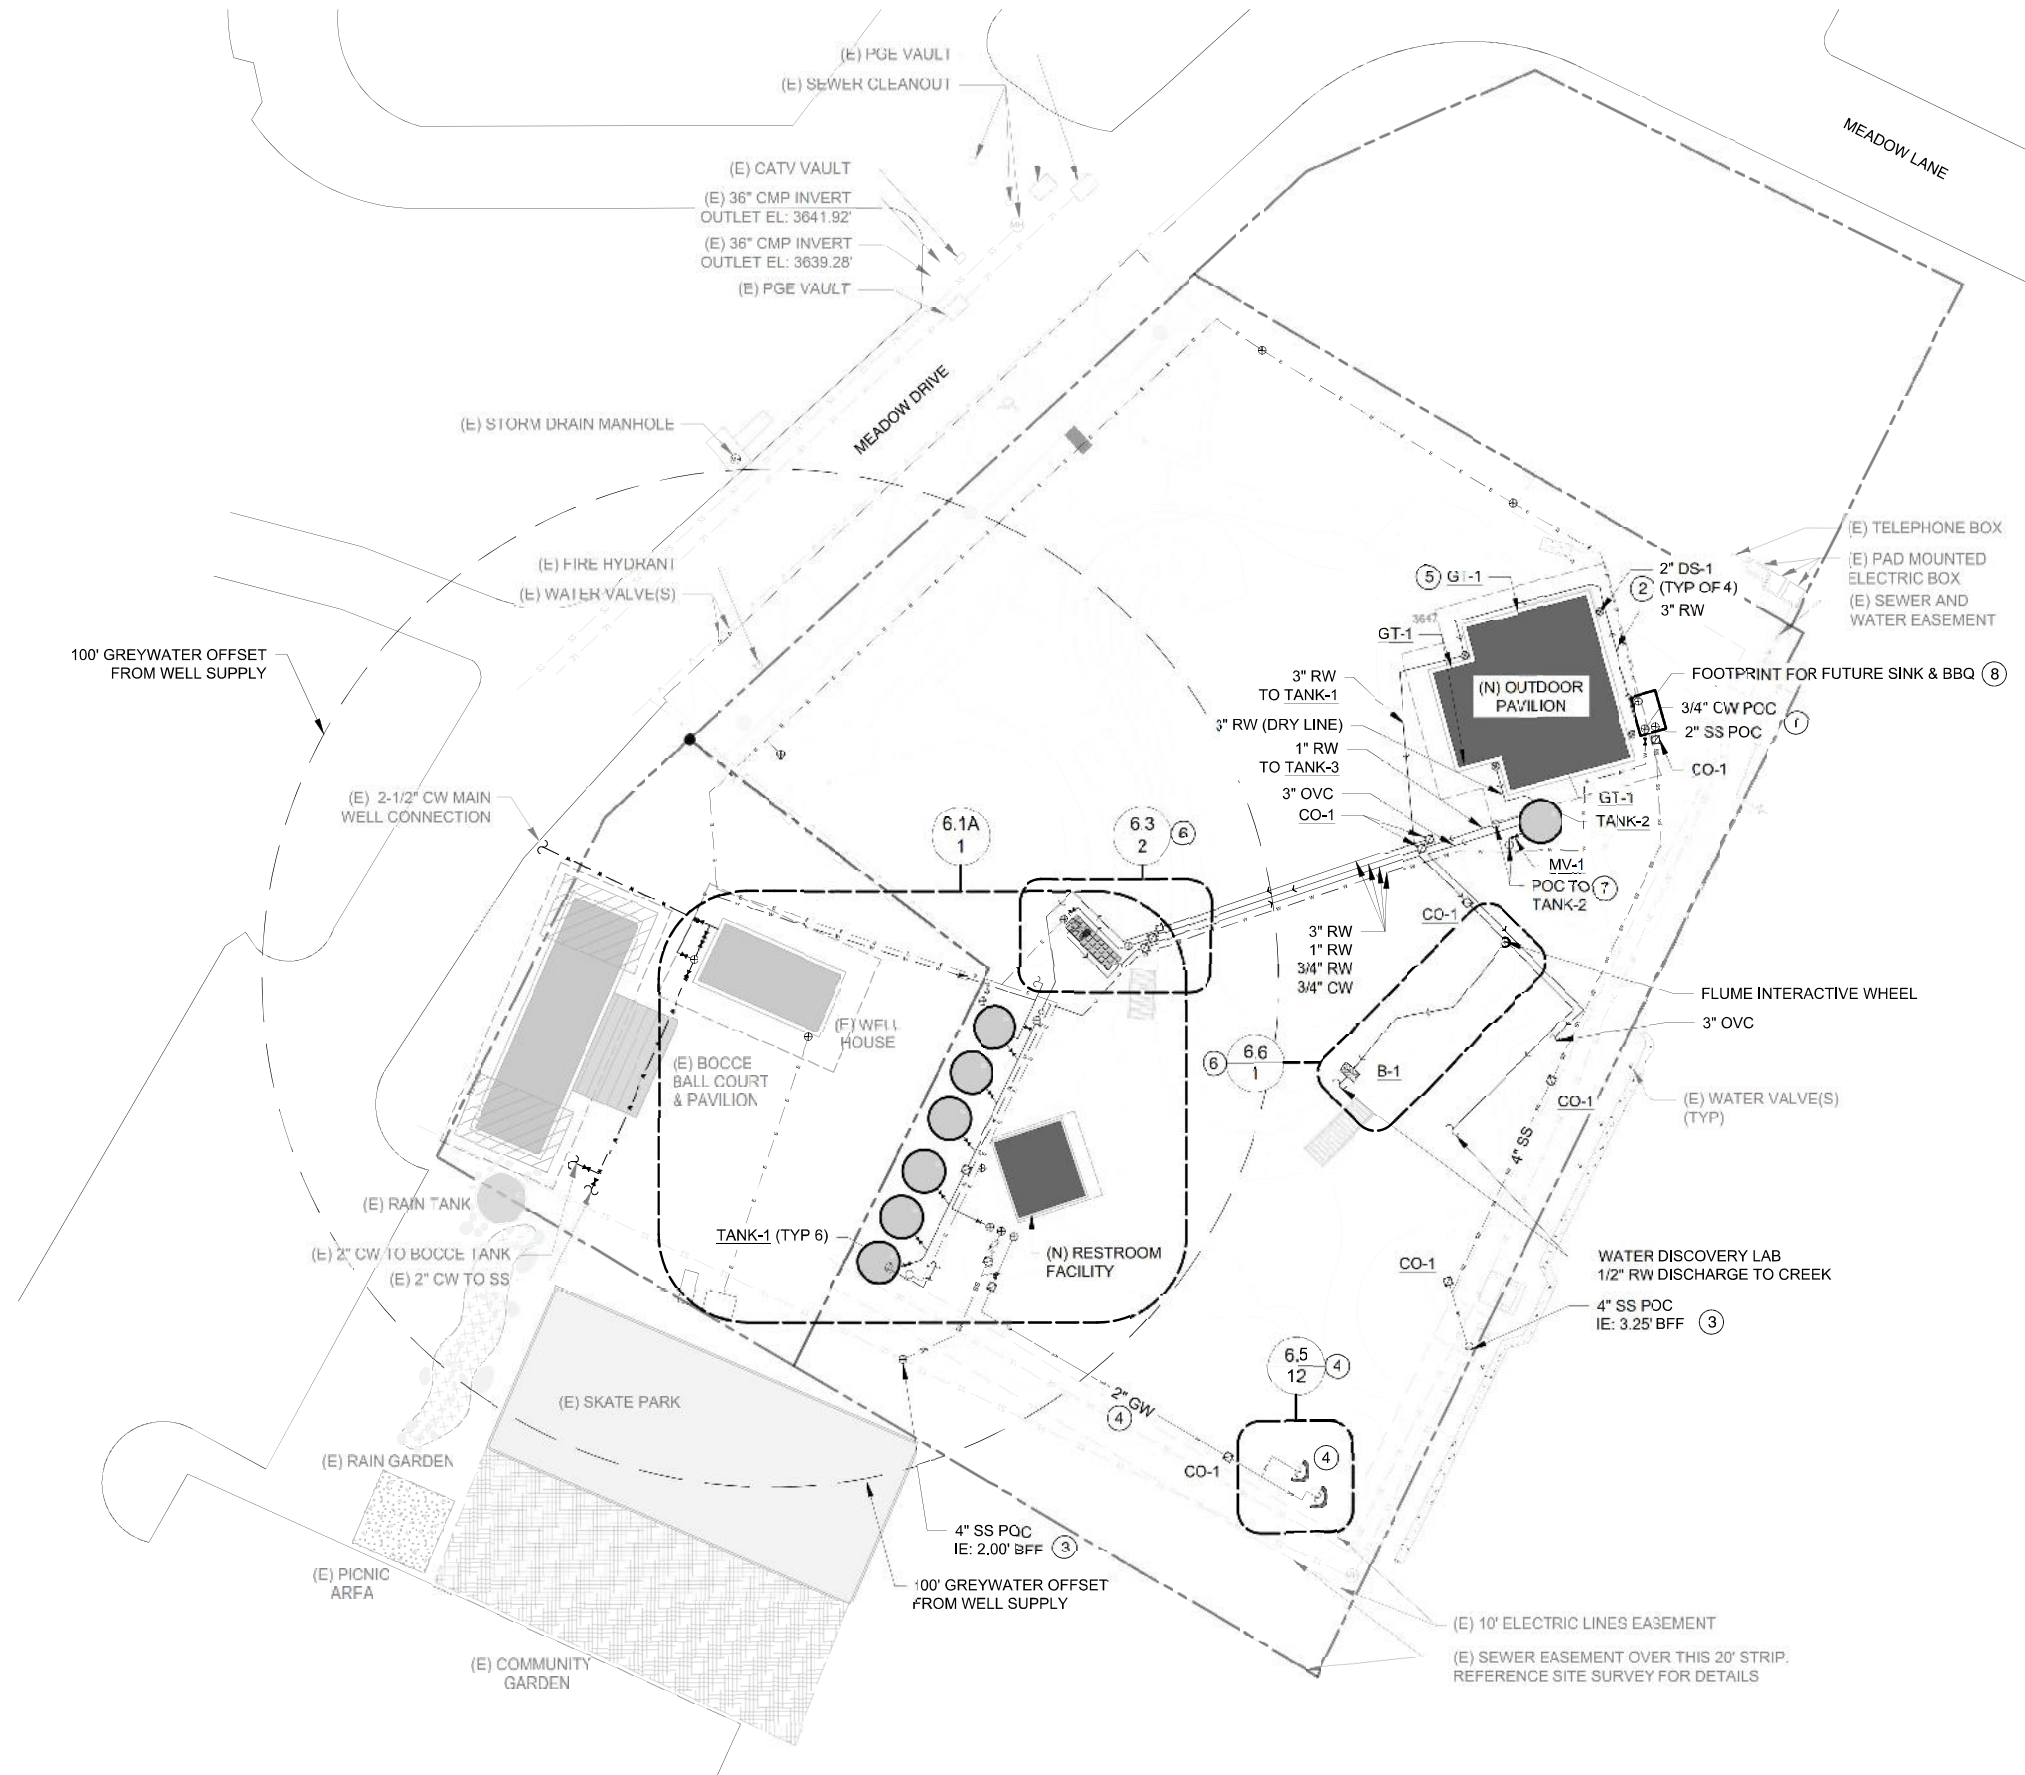 (E) PGE VAULT
(E) SEWER CLEANOUT
MEADOW LANE
(E) CATV VAULT
(E) 36" CMP INVERT
OUTLET EL: 3641.92'
(E) 36" CMP INVERT
OUTLET EL: 3639.28'
(E) PGE VAULT
MH
MEADOW DRIVE
(E) STORM DRAIN MANHOLE
(E) FIRE HYDRANT
(E) WATER VALVE(S)
100' GREYWATER OFFSET
FROM WELL SUPPLY
(E) TELEPHONE BOX
(E) PAD MOUNTED
ELECTRIC BOX
(E) SEWER AND
WATER EASEMENT
5 GT-1
2" DS-1
2 (TYP OF 4)
3" RW
3647
GT-1
3" RW
TO TANK-1
3" RW (DRY LINE)
1" RW
TO TANK-3
3" OVC
CO-1
(N) OUTDOOR
PAVILION
FOOTPRINT FOR FUTURE SINK & BBQ 8
3/4" CW POC
2" SS POC
CO-1
GT-1
TANK-2
MV-1
POC TO 7
TANK-2
(E) 2-1/2" CW MAIN
WELL CONNECTION
6.1A
1
6.3
2
6
CO-1
3" RW
1" RW
3/4" RW
3/4" CW
FLUME INTERACTIVE WHEEL
3" OVC
(E) WELL
HOUSE
(E) BOCCE
BALL COURT
& PAVILION
6
6.6
1
B-1
CO-1
(E) WATER VALVE(S)
(TYP)
4" SS
(E) RAIN TANK
TANK-1 (TYP 6)
(E) 2" CW TO BOCCE TANK
(E) 2" CW TO SS
(N) RESTROOM
FACILITY
CO-1
WATER DISCOVERY LAB
1/2" RW DISCHARGE TO CREEK
4" SS POC
IE: 3.25' BFF 3
6.5
12
4
(E) SKATE PARK
2" GW
4
CO-1
4
(E) RAIN GARDEN
4" SS POC
IE: 2.00' BFF 3
(E) PICNIC
AREA
100' GREYWATER OFFSET
FROM WELL SUPPLY
(E) 10' ELECTRIC LINES EASEMENT
(E) COMMUNITY
GARDEN
(E) SEWER EASEMENT OVER THIS 20' STRIP.
REFERENCE SITE SURVEY FOR DETAILS